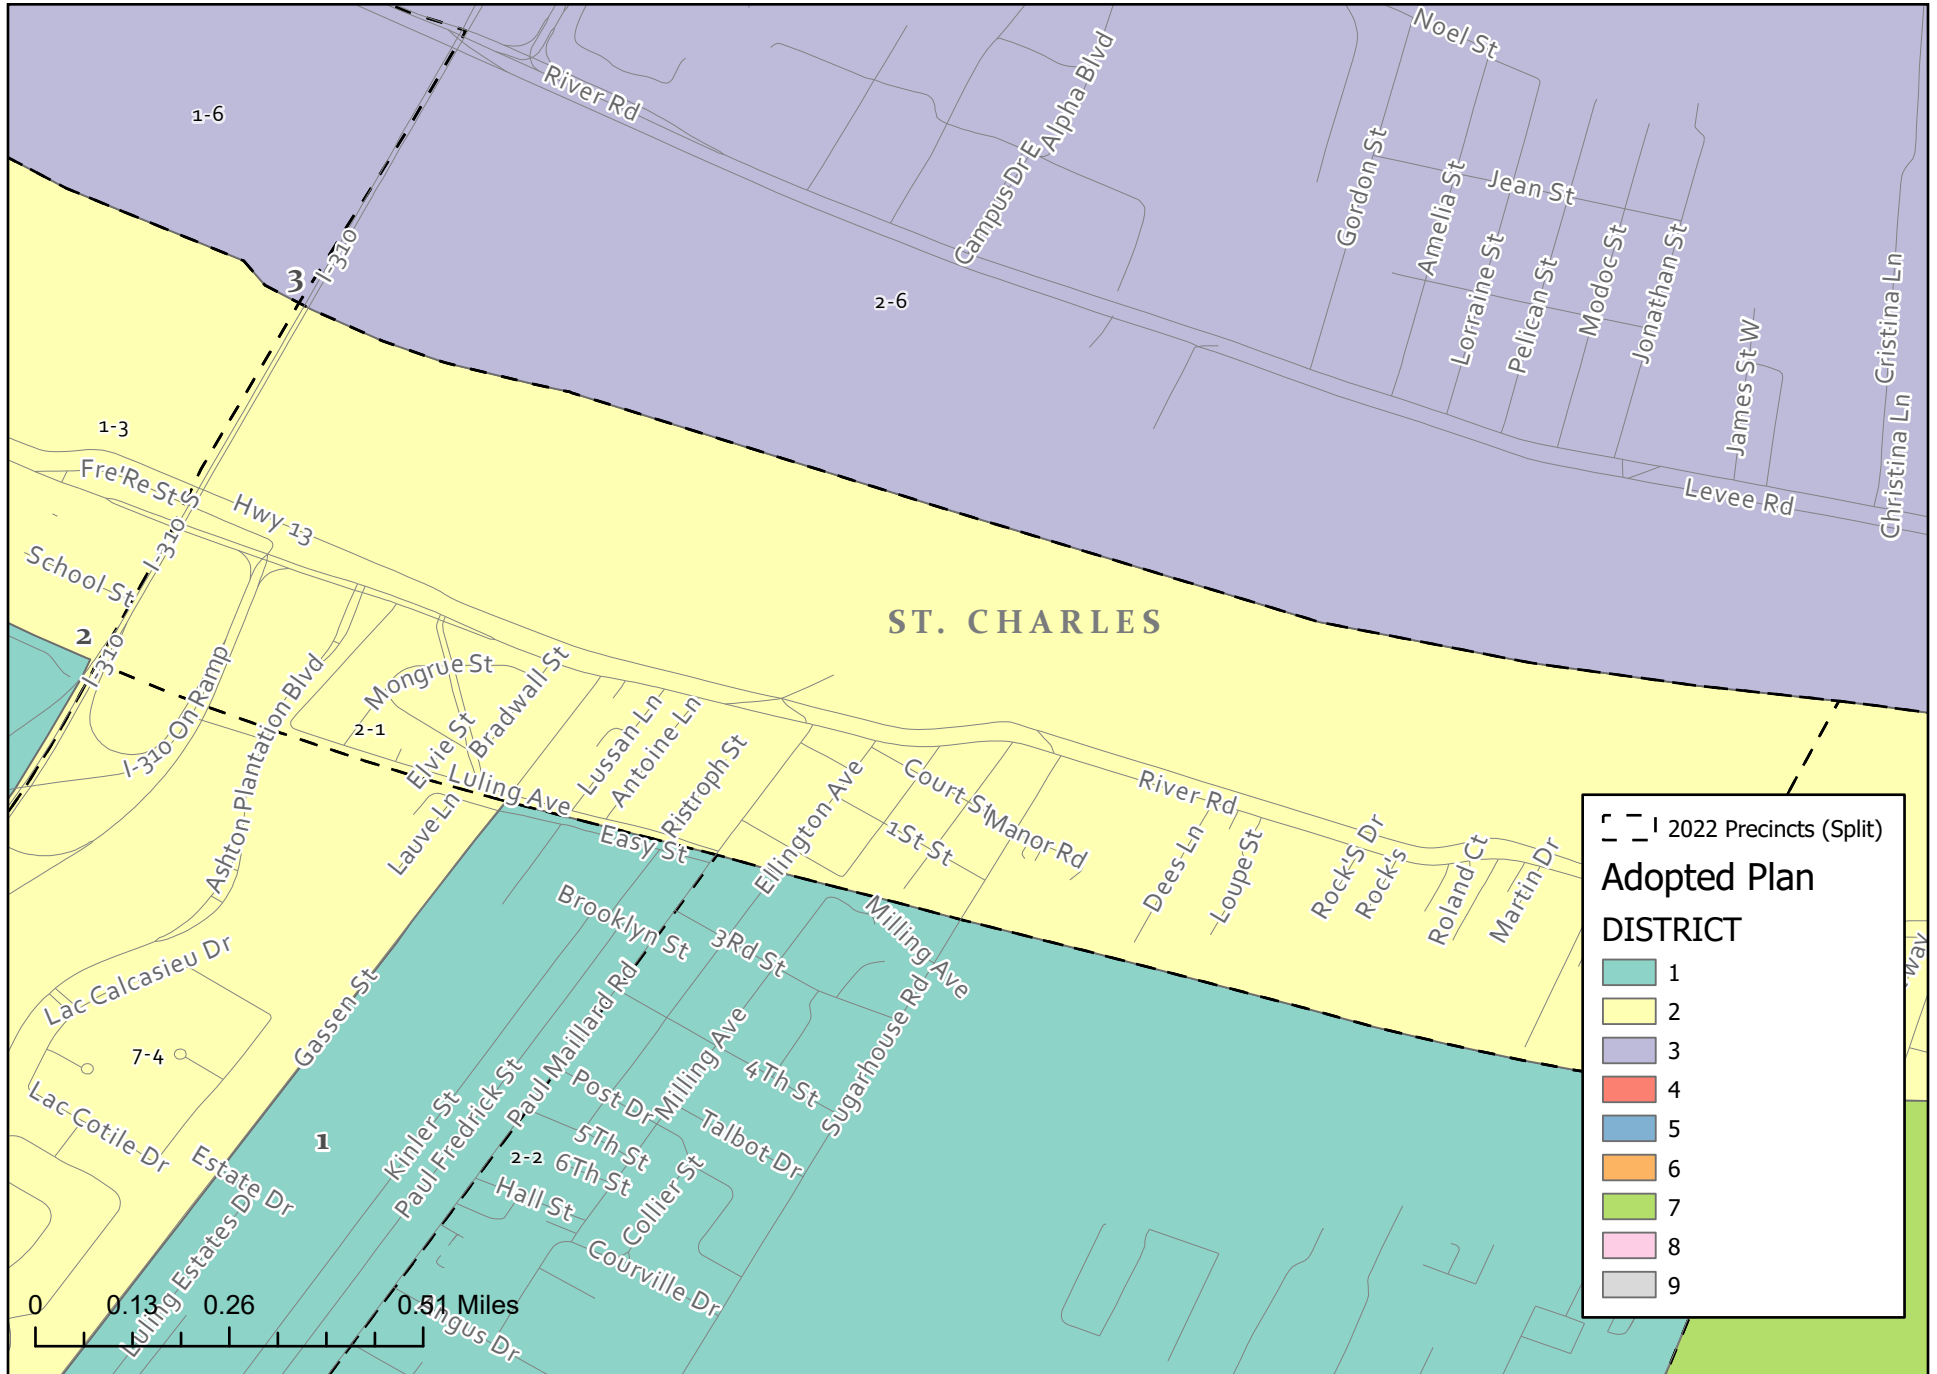 Noel St
River Rd
Alpha Blvd
1-6
Campus Dr E
Gordon St
Amelia St
Jean St
Lorraine St
Pelican St
Modoc St
Jonathan St
Cristina Ln
3
I-310
2-6
James St W
Christina Ln
1-3
Fre'Re St S
Hwy 13
Levee Rd
I-310
School St
ST. CHARLES
2
I-310
I-310 On Ramp
Ashton Plantation Blvd
Mongrue St
Bradwall St
2-1
Elvie St
Lussan Ln
Antoine Ln
Luling Ave
Ristroph St
Easy St
Lauve Ln
Ellington Ave
Court St
Manor Rd
1St St
River Rd
Dees Ln
Loupe St
Rock'S Dr
Rock's
Roland Ct
Martin Dr
way
Brooklyn St
3Rd St
Milling Ave
Lac Calcasieu Dr
Gassen St
Paul Maillard Rd
Milling Ave
Sugarhouse Rd
7-4
4Th St
Post Dr
Talbot Dr
Lac Cotile Dr
Kinler St
Paul Fredrick St
5Th St
6Th St
2-2
1
Estate Dr
Hall St
Collier St
Luling Estates Dr
Courville Dr
Angus Dr
0 0.13 0.26 0.51 Miles
2022 Precincts (Split)
Adopted Plan
DISTRICT
1
2
3
4
5
6
7
8
9